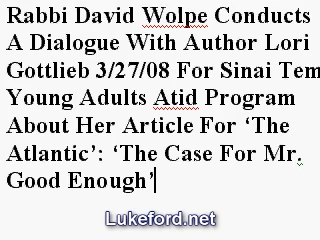 Rabbi David Wolpe Conducts
A Dialogue With Author Lori
Gottlieb 3/27/08 For Sinai Tem
Young Adults Atid Program
About Her Article For ‘The
Atlantic’: ‘The Case For Mr.
Good Enough’
Lukeford.net